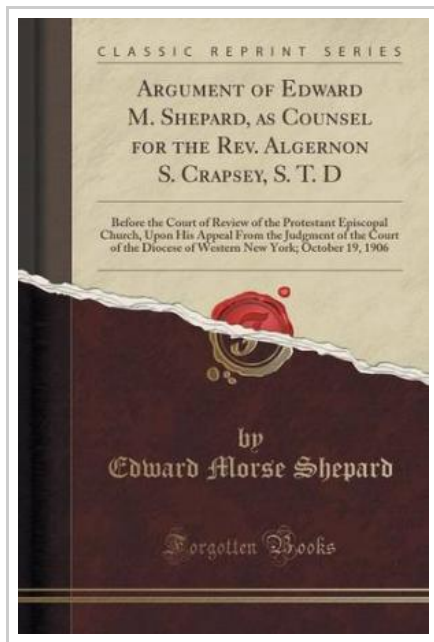 CLASSIC REPRINT SERIES
ARGUMENT OF EDWARD
M. SHEPARD, AS COUNSEL
FOR THE REV. ALGERNON
S. CRAPSEY, S. T. D
Before the Court of Review of the Protestant Episcopal
Church, Upon His Appeal From the Judgment of the Court
of the Diocese of Western New York; October 19, 1906
by
Edward Morse Shepard
Forgotten Books